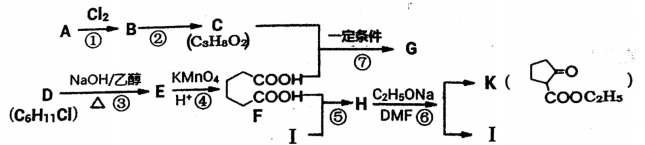 Cl₂ 一定条件
A → B → C → G
① ② (C₃H₈O₂) ⑦
NaOH/乙醇 KMnO₄ COOH C₂H₅ONa K ( O )
D → E → COOH → H → COOC₂H₅
(C₆H₁₁Cl) △ ③ H⁺ ④ F ⑤ DMF ⑥
I I